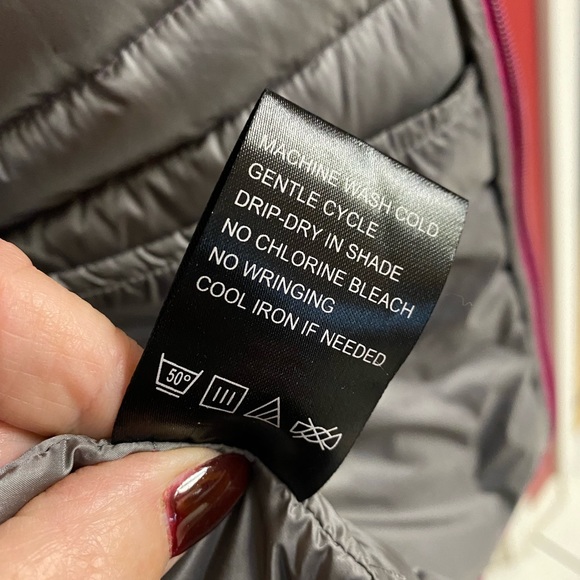 MACHINE WASH COLD
GENTLE CYCLE
DRIP-DRY IN SHADE
NO CHLORINE BLEACH
NO WRINGING
COOL IRON IF NEEDED
50°